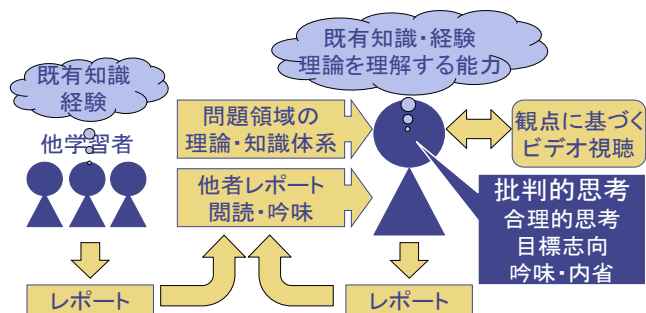 既有知識・経験
理論を理解する能力
既有知識
経験
他学習者
問題領域の
理論・知識体系
観点に基づく
ビデオ視聴
他者レポート
閲読・吟味
批判的思考
合理的思考
目標志向
吟味・内省
レポート
レポート